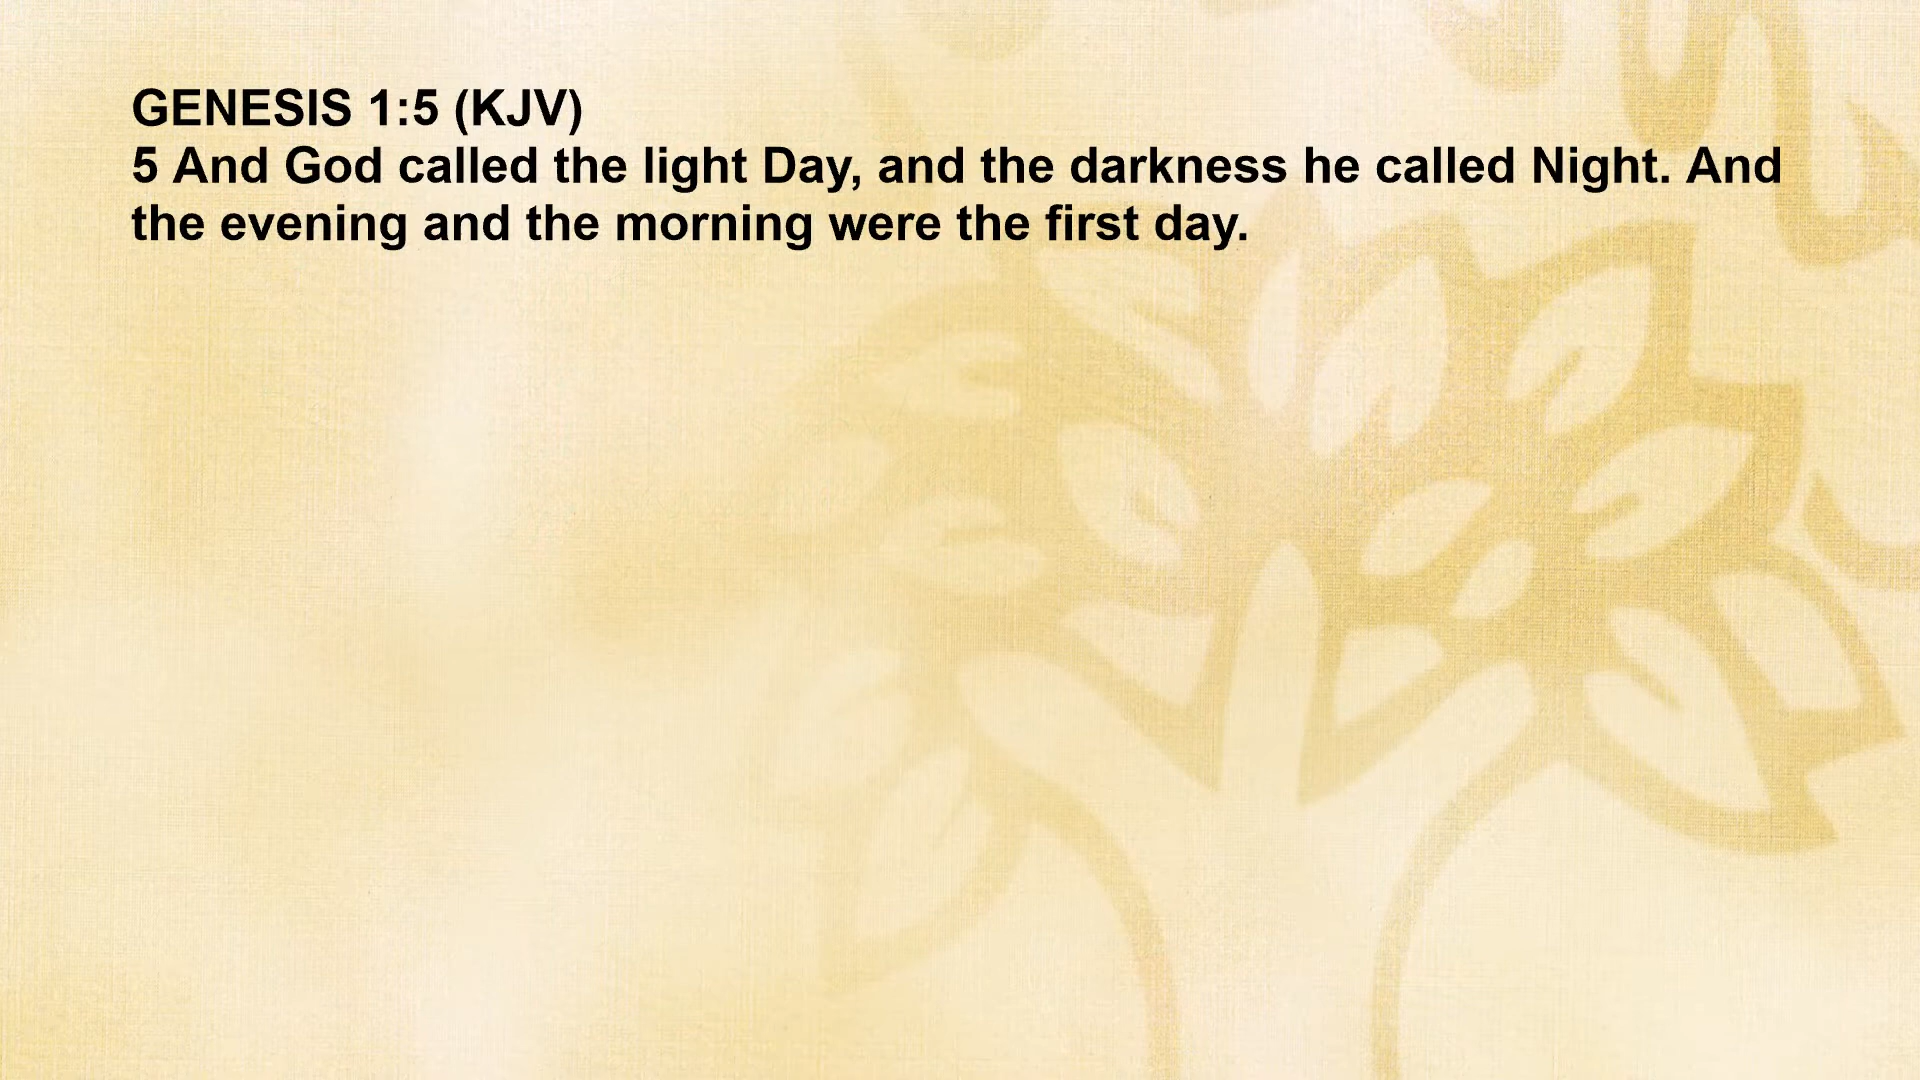 GENESIS 1:5 (KJV)
5 And God called the light Day, and the darkness he called Night. And
the evening and the morning were the first day.